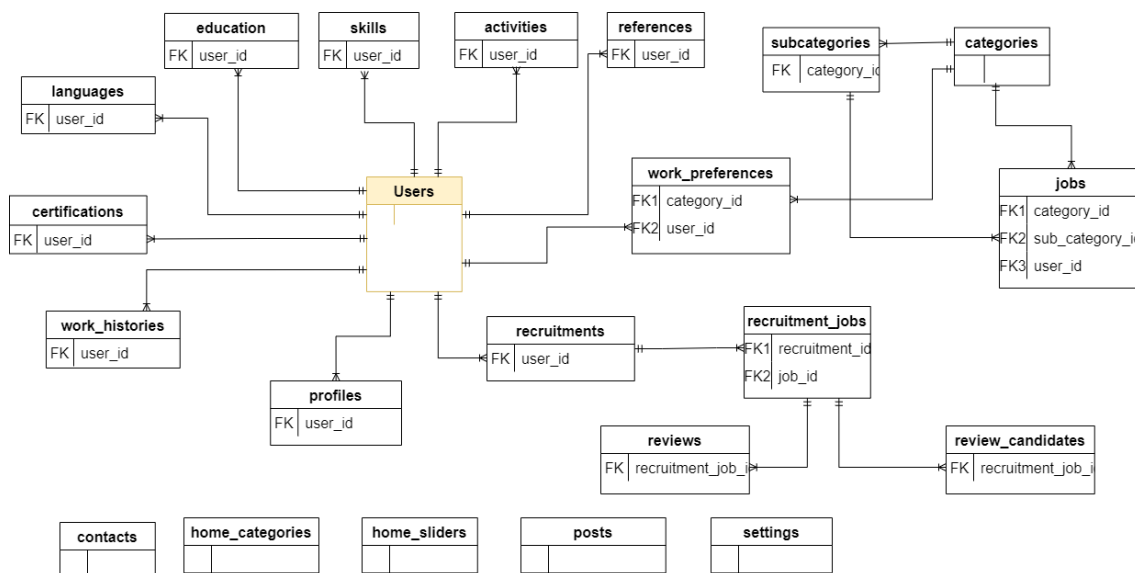 education
FK user_id
skills
FK user_id
activities
FK user_id
references
FK user_id
subcategories
FK category_id
categories
languages
FK user_id
Users
work_preferences
FK1 category_id
FK2 user_id
jobs
FK1 category_id
FK2 sub_category_id
FK3 user_id
certifications
FK user_id
work_histories
FK user_id
recruitments
FK user_id
recruitment_jobs
FK1 recruitment_id
FK2 job_id
profiles
FK user_id
reviews
FK recruitment_job_i
review_candidates
FK recruitment_job_i
contacts
home_categories
home_sliders
posts
settings